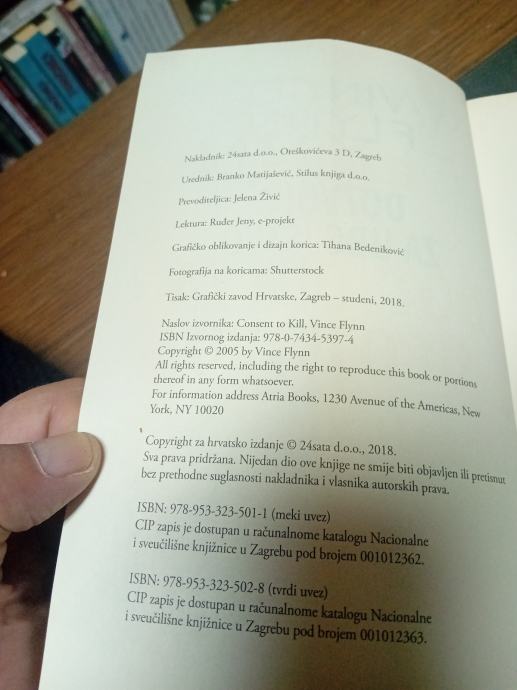 Nakladnik: 24sata d.o.o., Oreškovićeva 3 D, Zagreb
Urednik: Branko Matijašević, Stilus knjiga d.o.o.
Prevoditeljica: Jelena Živić
Lektura: Ruder Jeny, e-projekt
Grafičko oblikovanje i dizajn korica: Tihana Bedeniković
Fotografija na koricama: Shutterstock
Tisak: Grafički zavod Hrvatske, Zagreb – studeni, 2018.
Naslov izvornika: Consent to Kill, Vince Flynn
ISBN Izvornog izdanja: 978-0-7434-5397-4
Copyright © 2005 by Vince Flynn
All rights reserved, including the right to reproduce this book or portions
thereof in any form whatsoever.
For information address Atria Books, 1230 Avenue of the Americas, New
York, NY 10020
Copyright za hrvatsko izdanje © 24sata d.o.o., 2018.
Sva prava pridržana. Nijedan dio ove knjige ne smije biti objavljen ili pretisnut
bez prethodne suglasnosti nakladnika i vlasnika autorskih prava.
ISBN: 978-953-323-501-1 (meki uvez)
CIP zapis je dostupan u računalnome katalogu Nacionalne
i sveučilišne knjižnice u Zagrebu pod brojem 001012362.
ISBN: 978-953-323-502-8 (tvrdi uvez)
CIP zapis je dostupan u računalnome katalogu Nacionalne
i sveučilišne knjižnice u Zagrebu pod brojem 001012363.